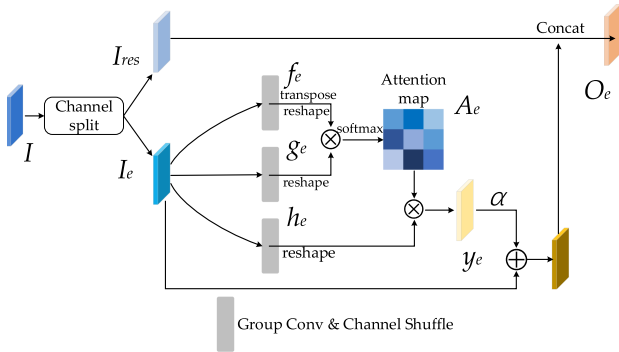 Concat
I_res
f_e
Attention
map
A_e
O_e
transpose
reshape
softmax
Channel
split
I
I_e
g_e
reshape
h_e
reshape
α
y_e
Group Conv & Channel Shuffle